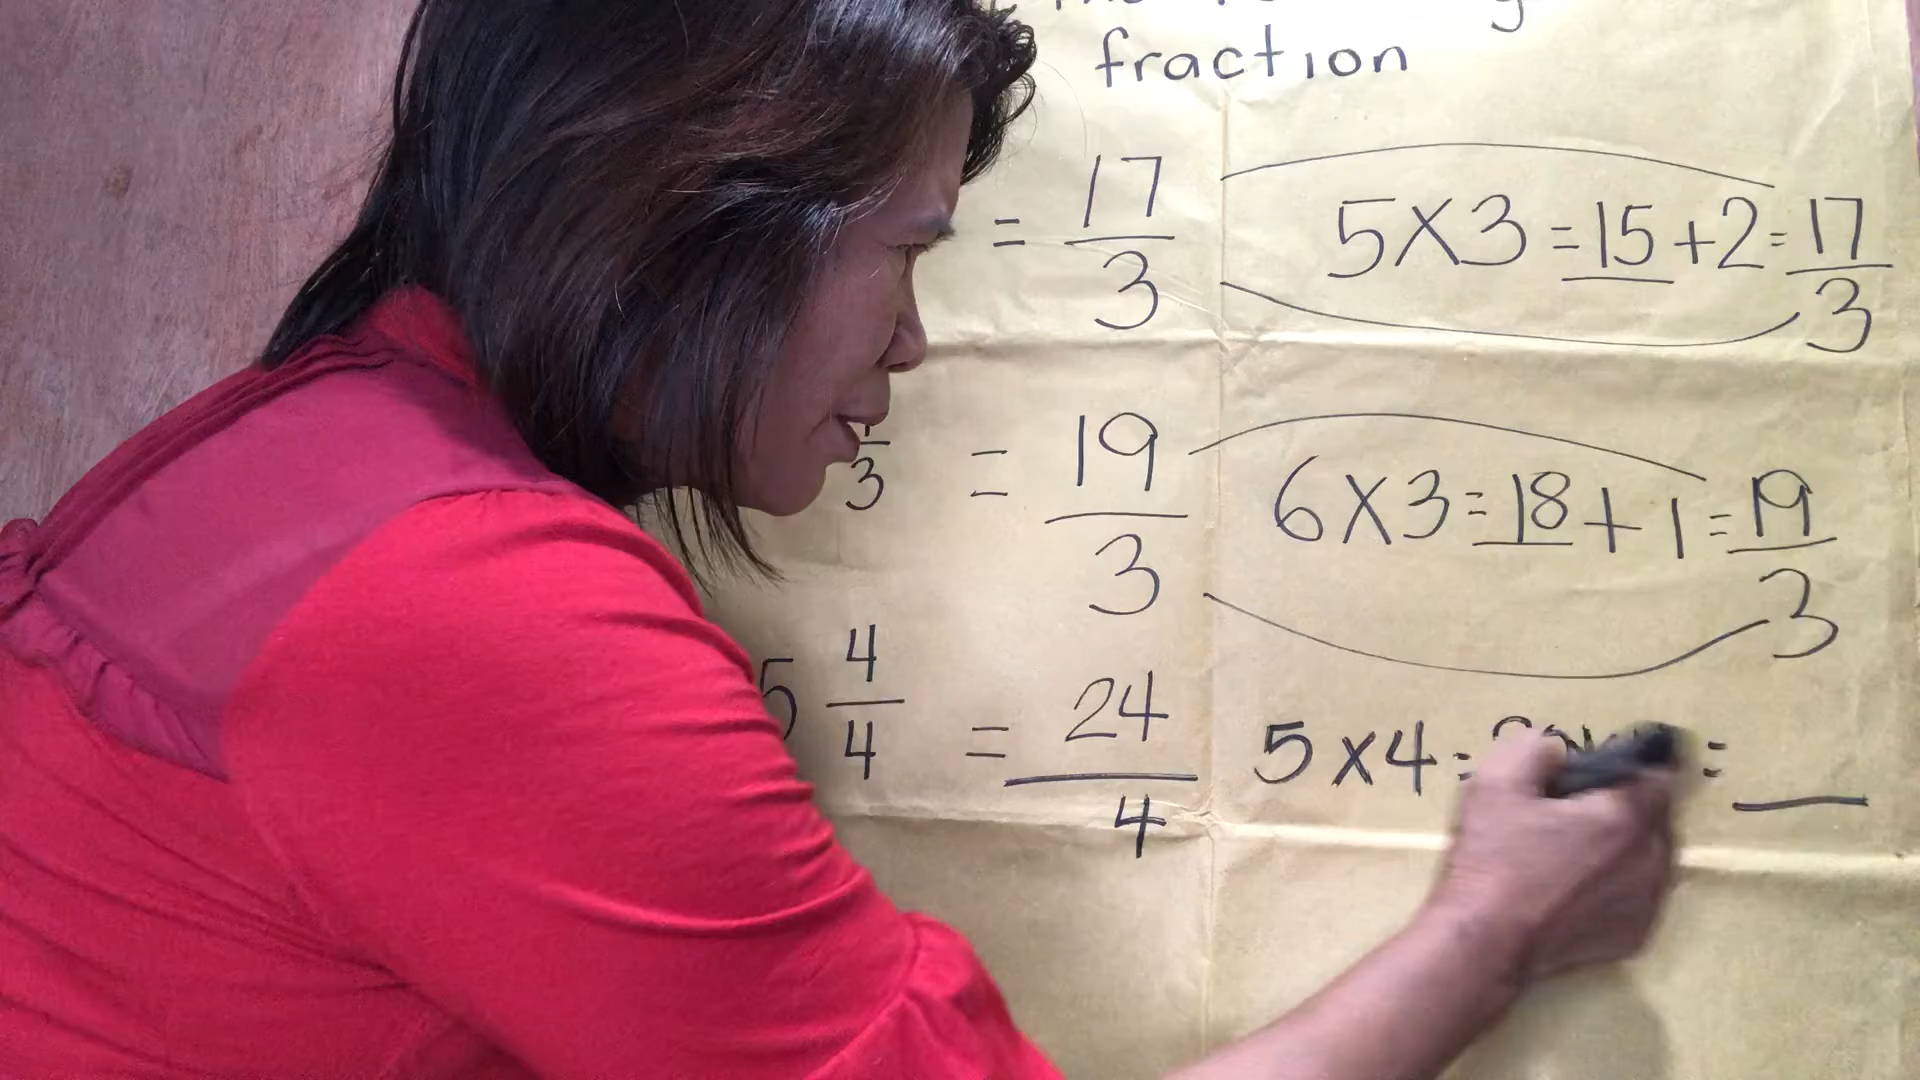 fraction
= 17/3 5X3=15+2=17/3
/3 = 19/3 6X3=18+1=19/3
5 4/4 = 24/4 5x4= = __